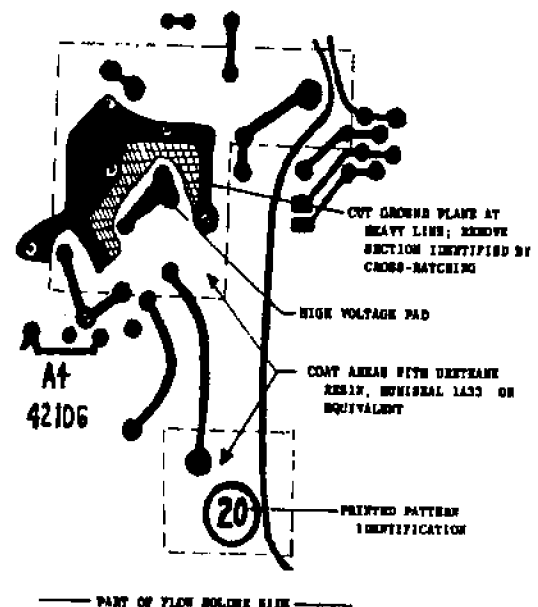 CUT GROUND PLANE AT
HEAVY LINE; REMOVE
SECTION IDENTIFIED BY
CROSS-HATCHING
HIGH VOLTAGE PAD
COAT AREAS WITH URETHANE
RESIN, HUMISEAL 1A33 OR
EQUIVALENT
A4
42106
20
PRINTED PATTERN
IDENTIFICATION
PART OF FLOW SOLDER SIDE